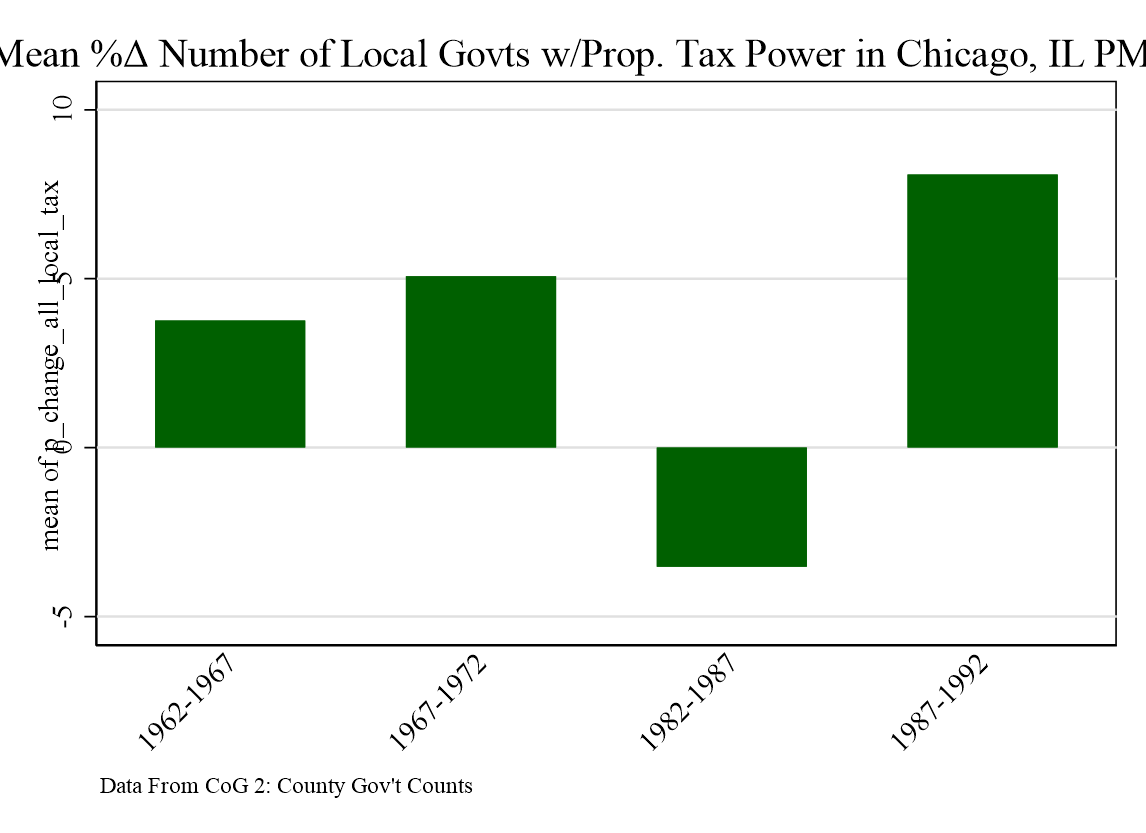 Mean %Δ Number of Local Govts w/Prop. Tax Power in Chicago, IL PM
mean of p_change_all_local_tax
10
5
0
-5
1962-1967
1967-1972
1982-1987
1987-1992
Data From CoG 2: County Gov't Counts